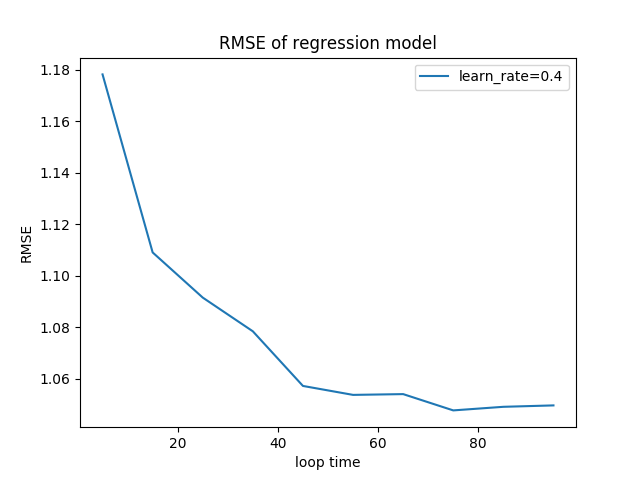 RMSE of regression model
learn_rate=0.4
1.18
1.16
1.14
1.12
1.10
1.08
1.06
RMSE
20 40 60 80
loop time